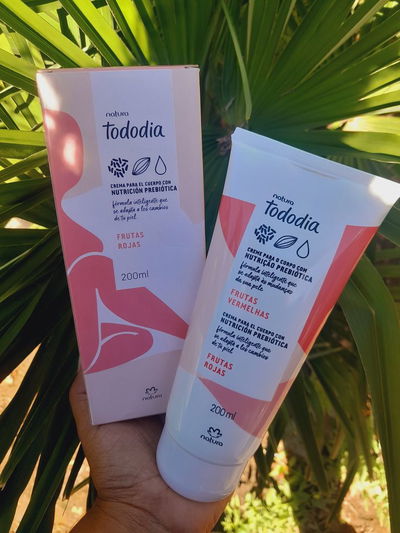 natura
tododia
CREMA PARA EL CUERPO CON
NUTRICIÓN PREBIÓTICA
fórmula inteligente que
se adapta a los cambios
de tu piel
FRUTAS
ROJAS
200ml
natura
natura
tododia
CREME PARA O CORPO COM
NUTRIÇÃO PREBIÓTICA
fórmula inteligente que
se adapta às mudanças
da sua pele
FRUTAS
VERMELHAS
CREMA PARA EL CUERPO CON
NUTRICIÓN PREBIÓTICA
fórmula inteligente que
se adapta a los cambios
de tu piel
FRUTAS
ROJAS
200ml
natura